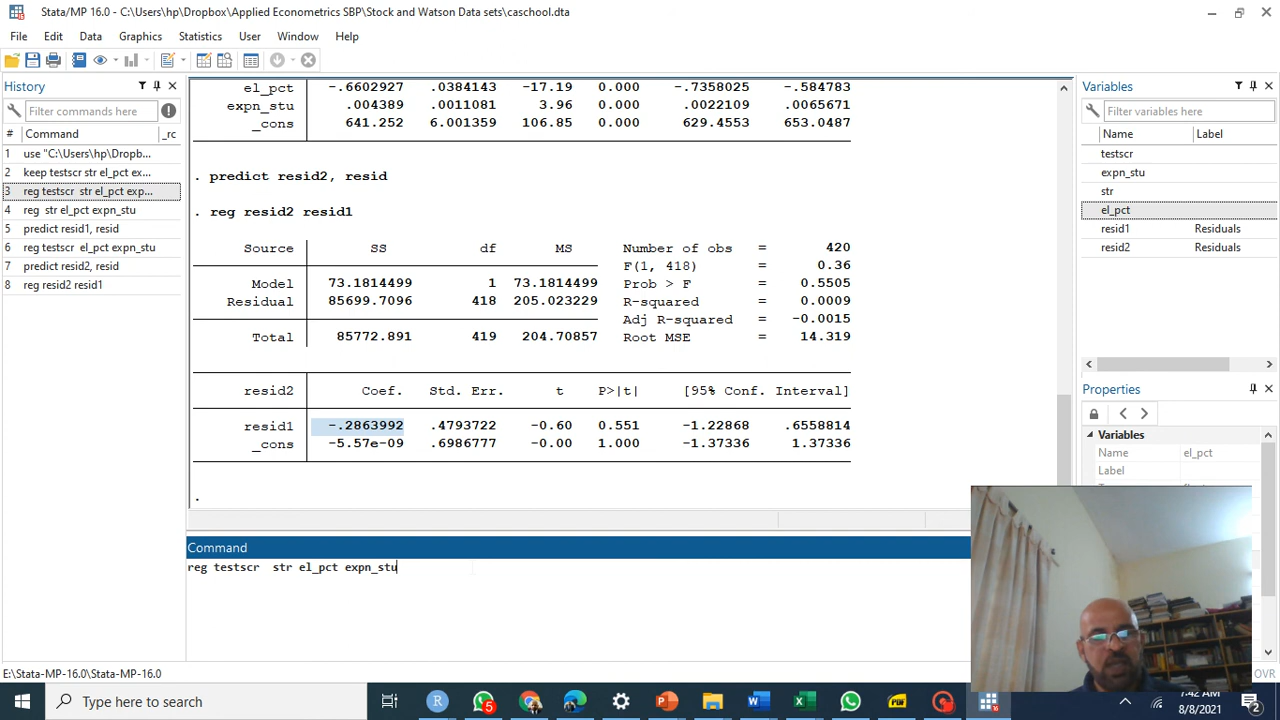 Stata/MP 16.0 - C:\Users\hp\Dropbox\Applied Econometrics SBP\Stock and Watson Data sets\caschool.dta
File Edit Data Graphics Statistics User Window Help
History
Filter commands here
# Command _rc
1 use "C:\Users\hp\Dropb...
2 keep testscr str el_pct ex...
3 reg testscr str el_pct exp...
4 reg str el_pct expn_stu
5 predict resid1, resid
6 reg testscr el_pct expn_stu
7 predict resid2, resid
8 reg resid2 resid1
el_pct -.6602927 .0384143 -17.19 0.000 -.7358025 -.584783
expn_stu .004389 .0011081 3.96 0.000 .0022109 .0065671
_cons 641.252 6.001359 106.85 0.000 629.4553 653.0487
. predict resid2, resid
. reg resid2 resid1
Source SS df MS Number of obs = 420
F(1, 418) = 0.36
Model 73.1814499 1 73.1814499 Prob > F = 0.5505
Residual 85699.7096 418 205.023229 R-squared = 0.0009
Adj R-squared = -0.0015
Total 85772.891 419 204.70857 Root MSE = 14.319
resid2 Coef. Std. Err. t P>|t| [95% Conf. Interval]
resid1 -.2863992 .4793722 -0.60 0.551 -1.22868 .6558814
_cons -5.57e-09 .6986777 -0.00 1.000 -1.37336 1.37336
.
Command
reg testscr  str el_pct expn_stu
Variables
Filter variables here
Name Label
testscr
expn_stu
str
el_pct
resid1 Residuals
resid2 Residuals
Properties
Variables
Name el_pct
Label
E:\Stata-MP-16.0\Stata-MP-16.0
OVR
Type here to search
5
7:42 AM
8/8/2021
2